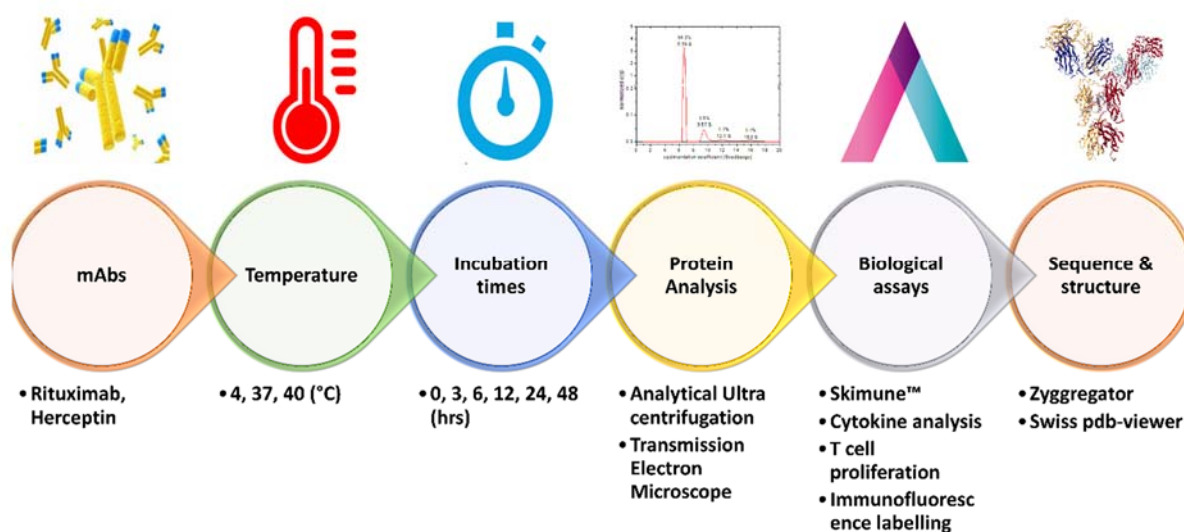 mAbs
Temperature
Incubation
times
Protein
Analysis
Biological
assays
Sequence &
structure
• Rituximab,
Herceptin
• 4, 37, 40 (°C)
• 0, 3, 6, 12, 24, 48
(hrs)
• Analytical Ultra
centrifugation
• Transmission
Electron
Microscope
• Skimune™
• Cytokine analysis
• T cell
proliferation
• Immunofluoresc
ence labelling
• Zyggregator
• Swiss pdb-viewer